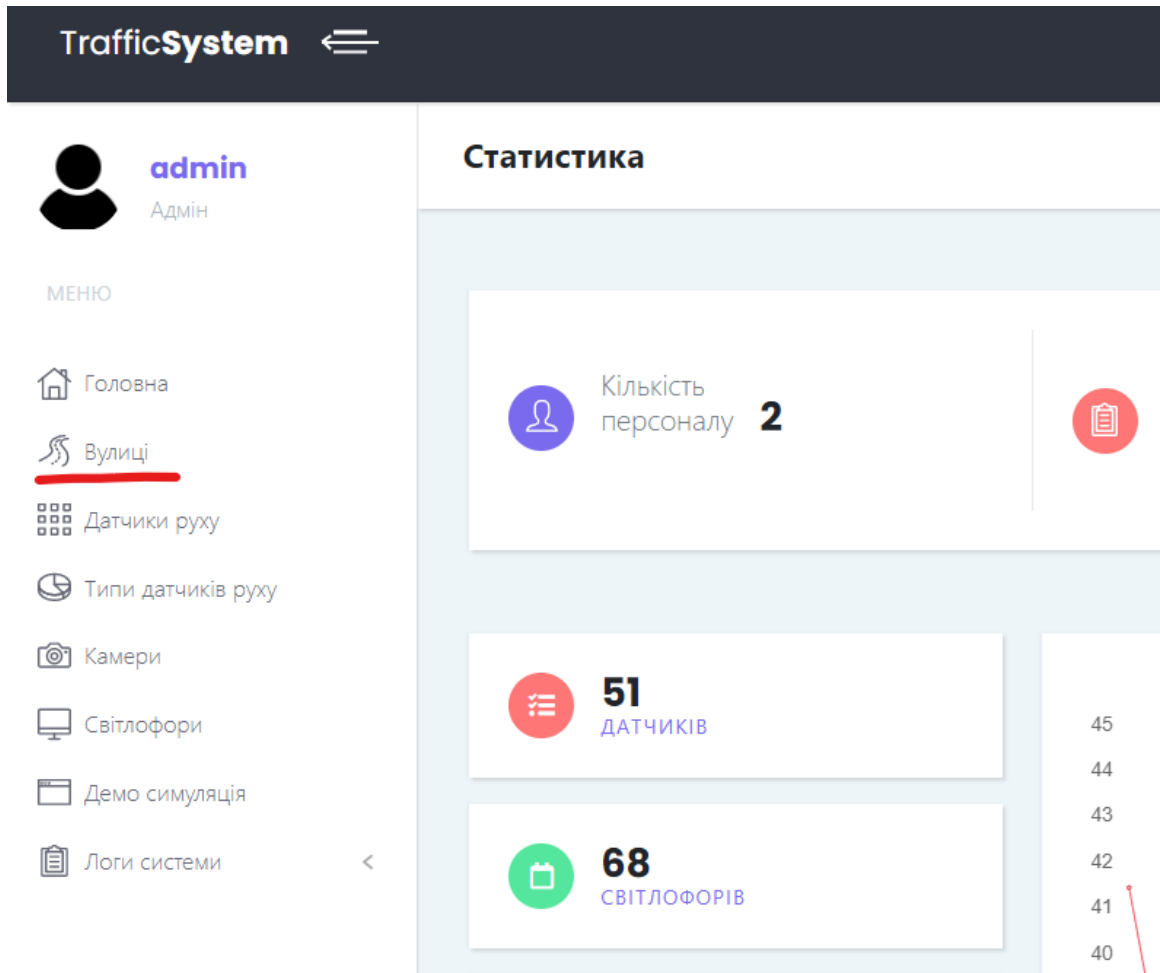 TrafficSystem
admin
Адмін
Статистика
МЕНЮ
Головна
Вулиці
Датчики руху
Типи датчиків руху
Камери
Світлофори
Демо симуляція
Логи системи
Кількість
персоналу 2
51
ДАТЧИКІВ
68
СВІТЛОФОРІВ
45
44
43
42
41
40